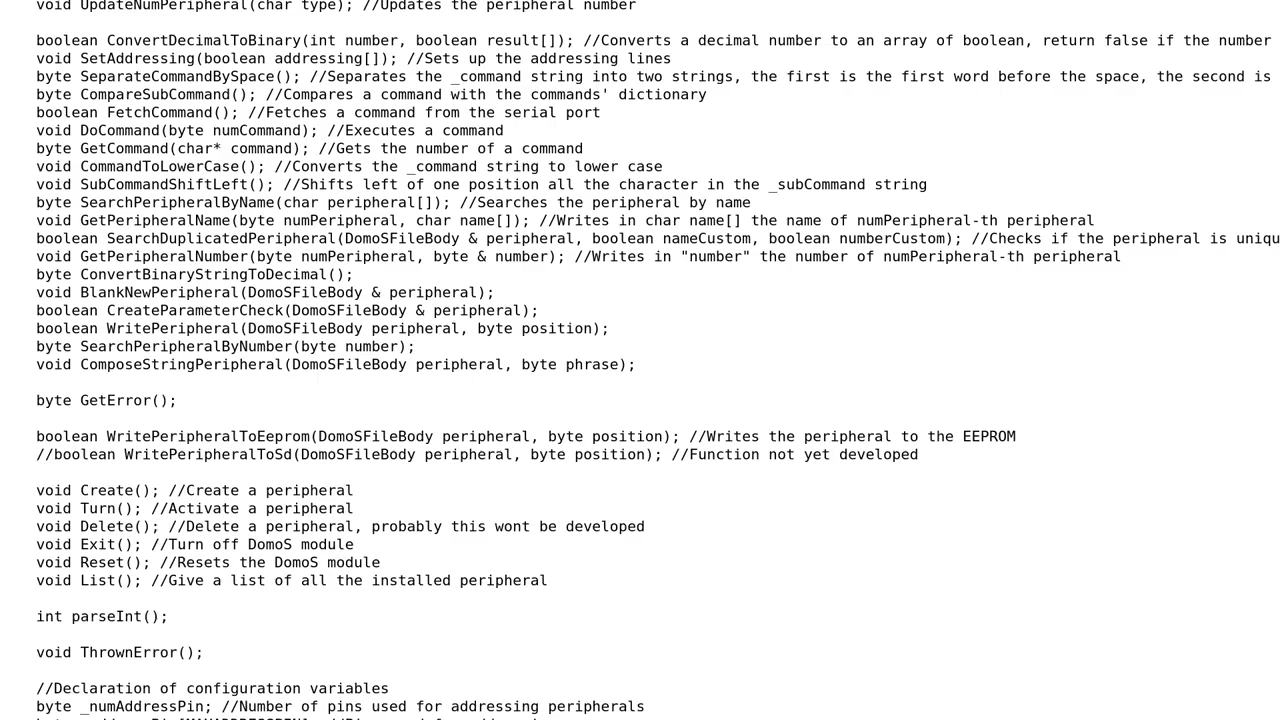 void UpdateNumPeripheral(char type); //Updates the peripheral number
boolean ConvertDecimalToBinary(int number, boolean result[]); //Converts a decimal number to an array of boolean, return false if the number
void SetAddressing(boolean addressing[]); //Sets up the addressing lines
byte SeparateCommandBySpace(); //Separates the _command string into two strings, the first is the first word before the space, the second is
byte CompareSubCommand(); //Compares a command with the commands' dictionary
boolean FetchCommand(); //Fetches a command from the serial port
void DoCommand(byte numCommand); //Executes a command
byte GetCommand(char* command); //Gets the number of a command
void CommandToLowerCase(); //Converts the _command string to lower case
void SubCommandShiftLeft(); //Shifts left of one position all the character in the _subCommand string
byte SearchPeripheralByName(char peripheral[]); //Searches the peripheral by name
void GetPeripheralName(byte numPeripheral, char name[]); //Writes in char name[] the name of numPeripheral-th peripheral
boolean SearchDuplicatedPeripheral(DomoSFileBody & peripheral, boolean nameCustom, boolean numberCustom); //Checks if the peripheral is uniqu
void GetPeripheralNumber(byte numPeripheral, byte & number); //Writes in "number" the number of numPeripheral-th peripheral
byte ConvertBinaryStringToDecimal();
void BlankNewPeripheral(DomoSFileBody & peripheral);
boolean CreateParameterCheck(DomoSFileBody & peripheral);
boolean WritePeripheral(DomoSFileBody peripheral, byte position);
byte SearchPeripheralByNumber(byte number);
void ComposeStringPeripheral(DomoSFileBody peripheral, byte phrase);
byte GetError();
boolean WritePeripheralToEeprom(DomoSFileBody peripheral, byte position); //Writes the peripheral to the EEPROM
//boolean WritePeripheralToSd(DomoSFileBody peripheral, byte position); //Function not yet developed
void Create(); //Create a peripheral
void Turn(); //Activate a peripheral
void Delete(); //Delete a peripheral, probably this wont be developed
void Exit(); //Turn off DomoS module
void Reset(); //Resets the DomoS module
void List(); //Give a list of all the installed peripheral
int parseInt();
void ThrownError();
//Declaration of configuration variables
byte _numAddressPin; //Number of pins used for addressing peripherals